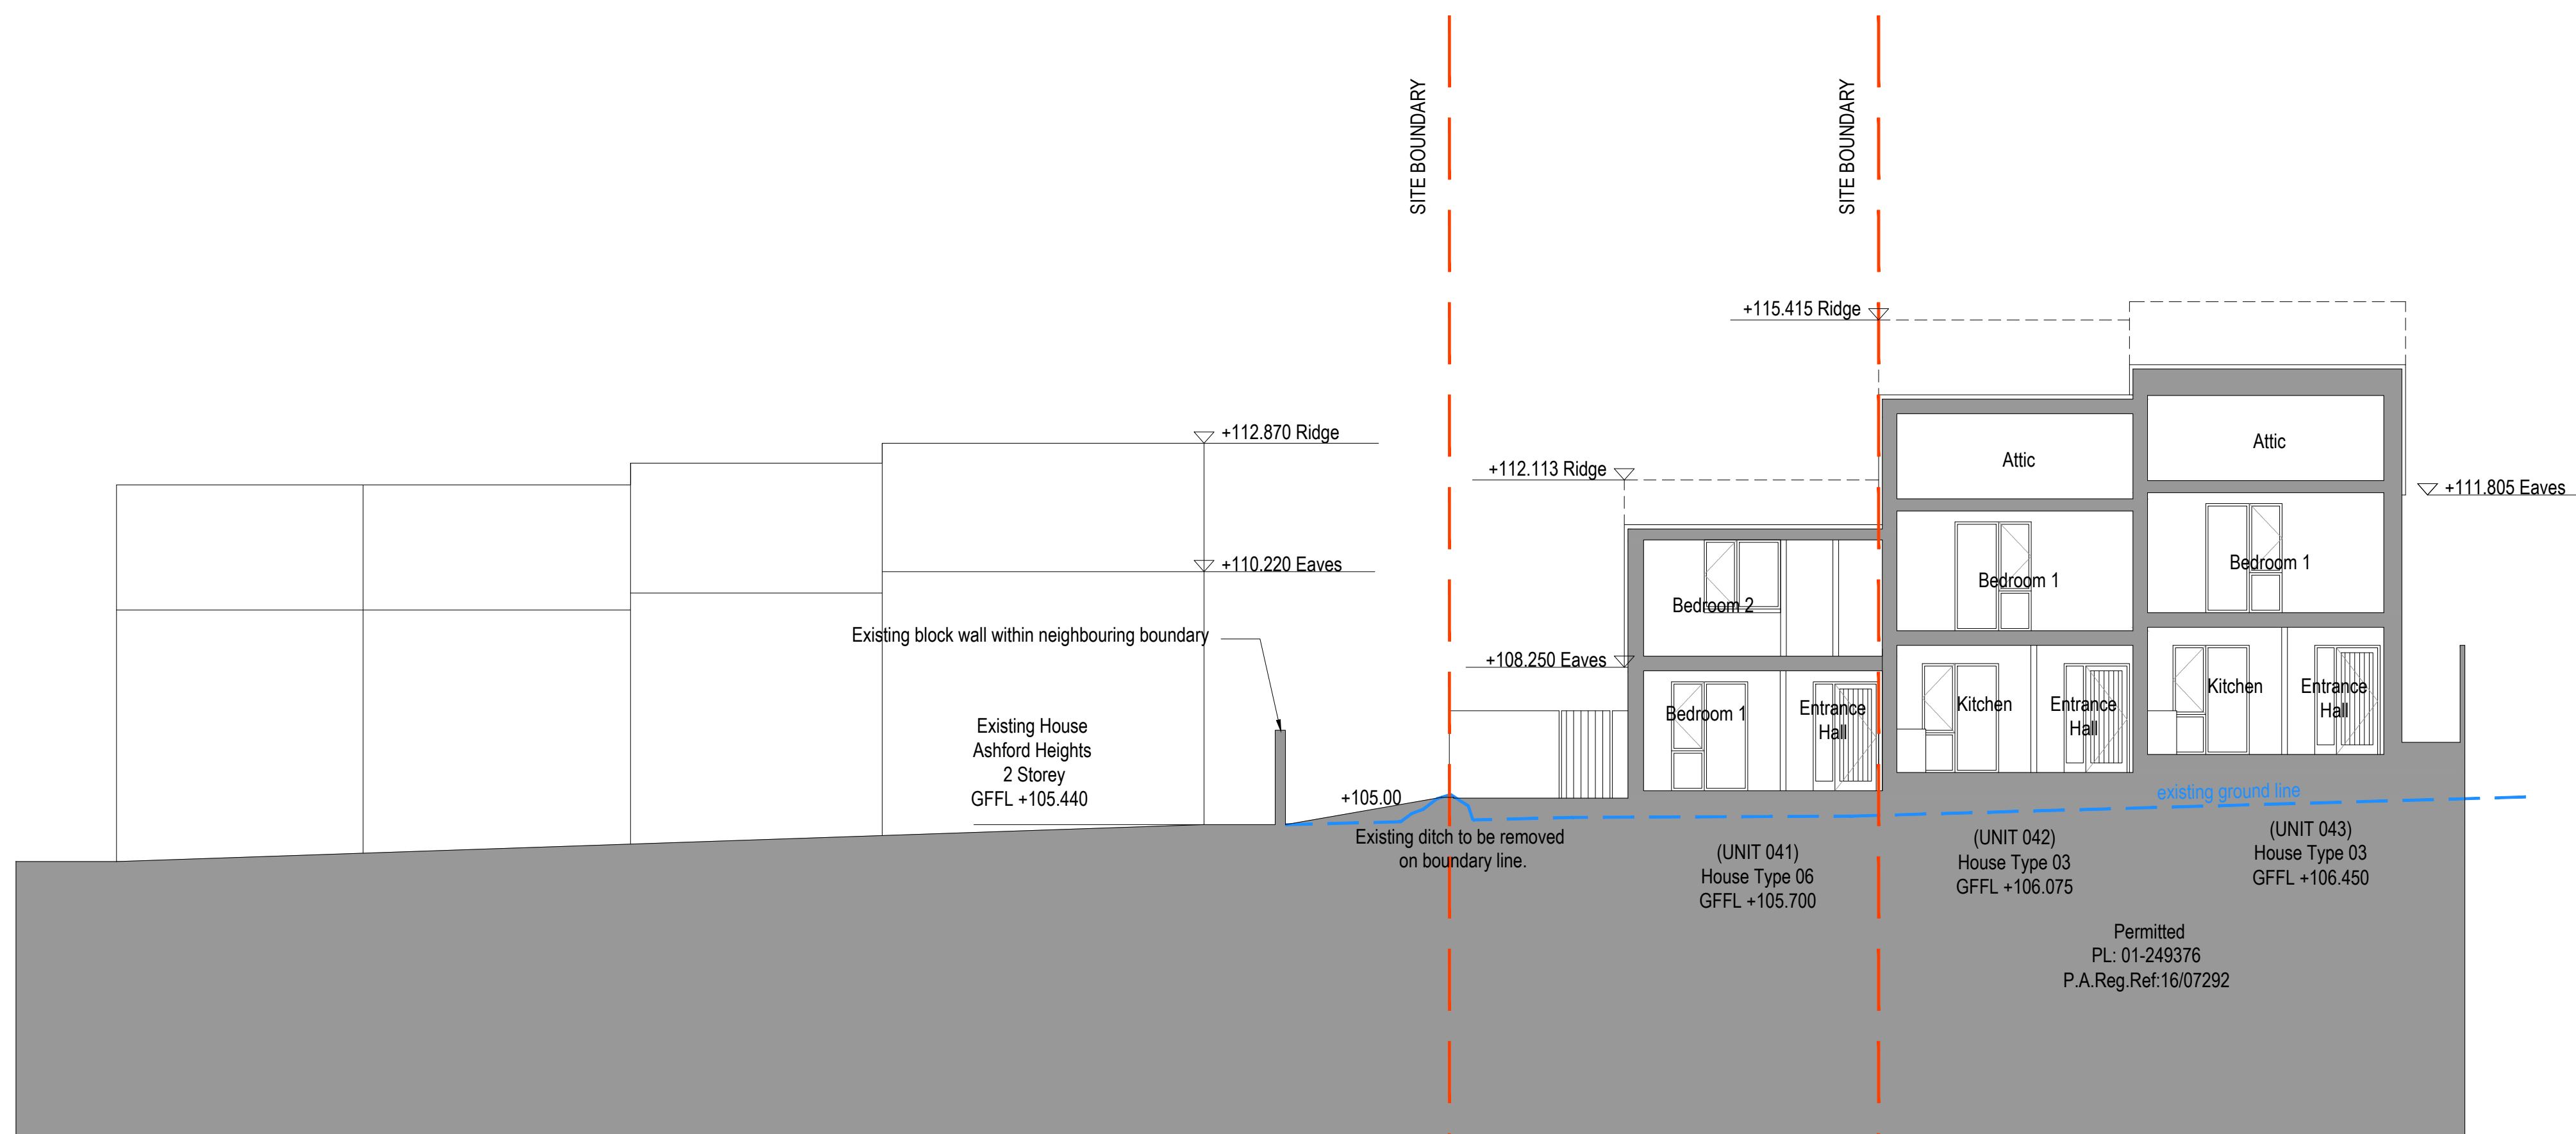 SITE BOUNDARY
SITE BOUNDARY
+115.415 Ridge
+112.870 Ridge
+112.113 Ridge
Attic
Attic
+111.805 Eaves
+110.220 Eaves
Bedroom 1
Bedroom 1
Bedroom 2
Existing block wall within neighbouring boundary
+108.250 Eaves
Existing House
Ashford Heights
2 Storey
GFFL +105.440
Bedroom 1
Entrance
Hall
Kitchen
Entrance
Hall
Kitchen
Entrance
Hall
+105.00
existing ground line
Existing ditch to be removed
on boundary line.
(UNIT 041)
House Type 06
GFFL +105.700
(UNIT 042)
House Type 03
GFFL +106.075
(UNIT 043)
House Type 03
GFFL +106.450
Permitted
PL: 01-249376
P.A.Reg.Ref:16/07292